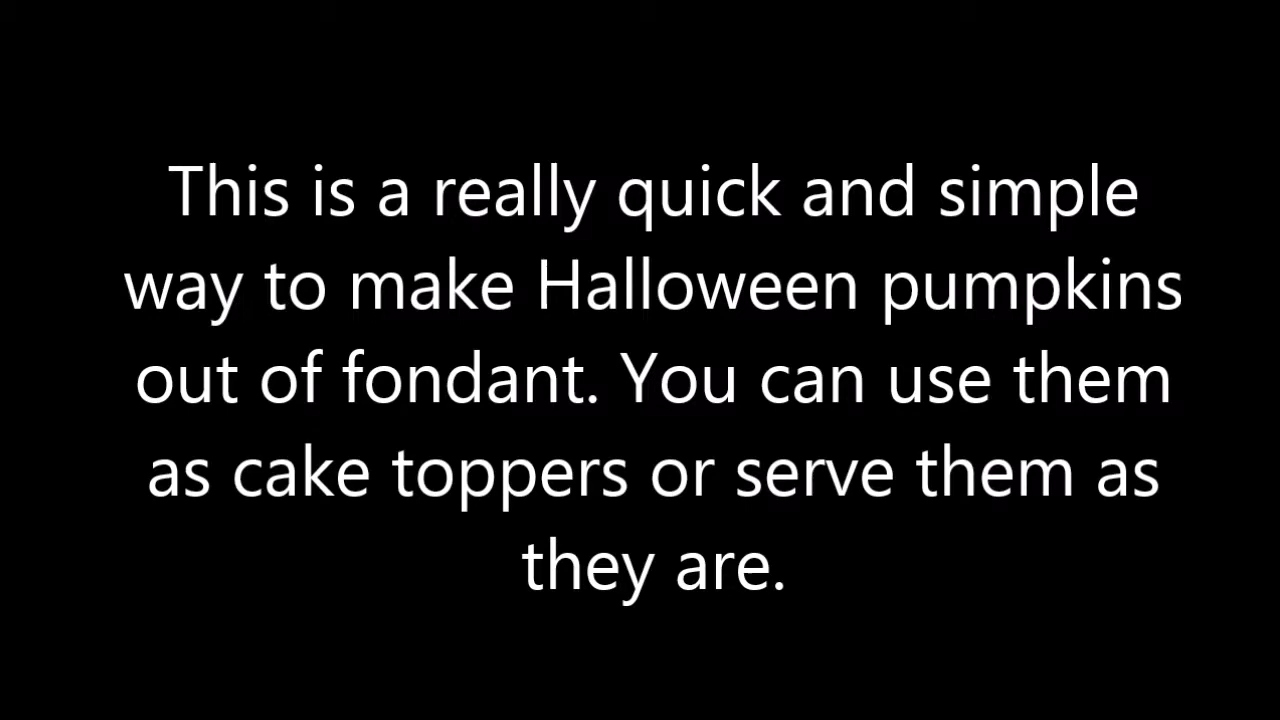 This is a really quick and simple
way to make Halloween pumpkins
out of fondant. You can use them
as cake toppers or serve them as
they are.